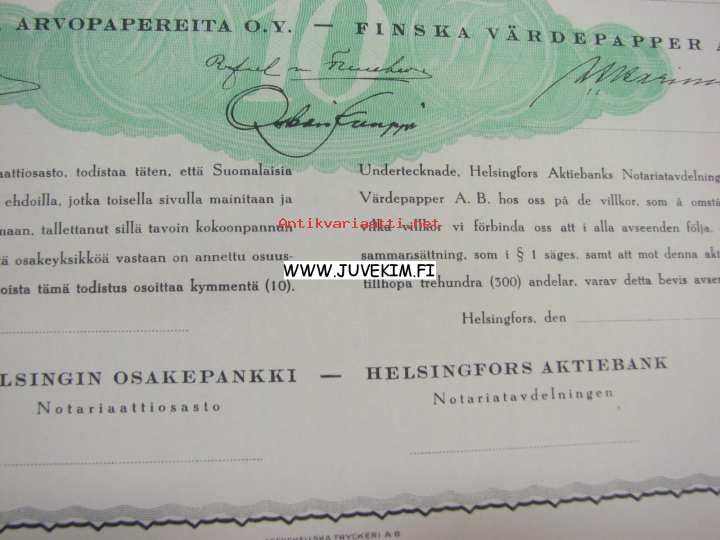 ARVOPAPEREITA O.Y. — FINSKA VÄRDEPAPPER A
10
aattiosasto, todistaa täten, että Suomalaisia
ehdoilla, jotka toisella sivulla mainitaan ja
maan, tallettanut sillä tavoin kokoonpannun
ä osakeyksikköä vastaan on annettu osuus-
oista tämä todistus osoittaa kymmentä (10).
Undertecknade, Helsingfors Aktiebanks Notariatavdelning
Värdepapper A. B. hos oss på de villkor, som å omstå
vilka villkor vi förbinda oss att i alla avseenden följa.
sammansättning, som i § 1 säges, samt att mot denna akt
tillhopa trehundra (300) andelar, varav detta bevis avser
Helsingfors, den
Antikvariaatti.net
WWW.JUVEKIM.FI
LSINGIN OSAKEPANKKI — HELSINGFORS AKTIEBANK
Notariaattiosasto
Notariatavdelningen
TRYCKERI A B